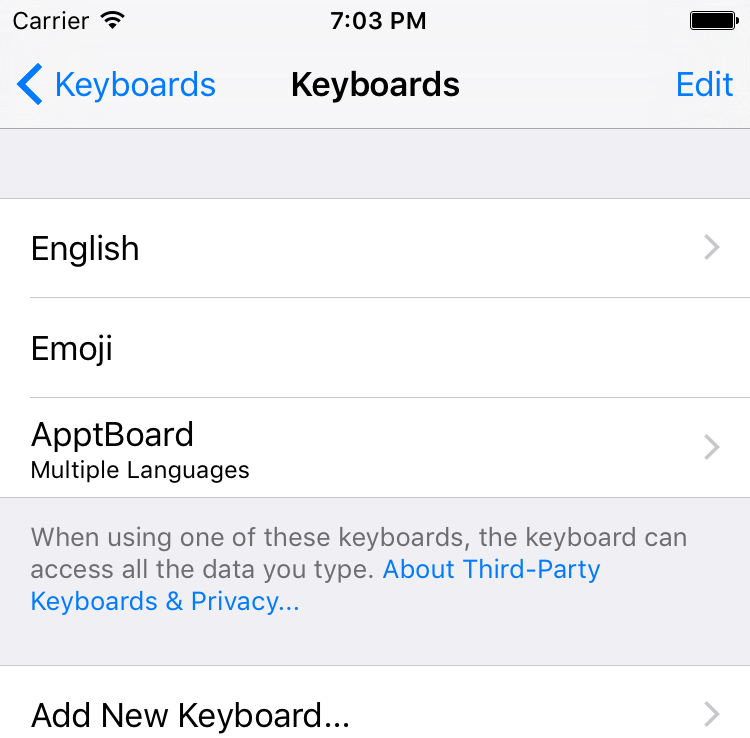 Carrier 7:03 PM
Keyboards Keyboards Edit
English
Emoji
ApptBoard
Multiple Languages
When using one of these keyboards, the keyboard can
access all the data you type. About Third-Party
Keyboards & Privacy...
Add New Keyboard...